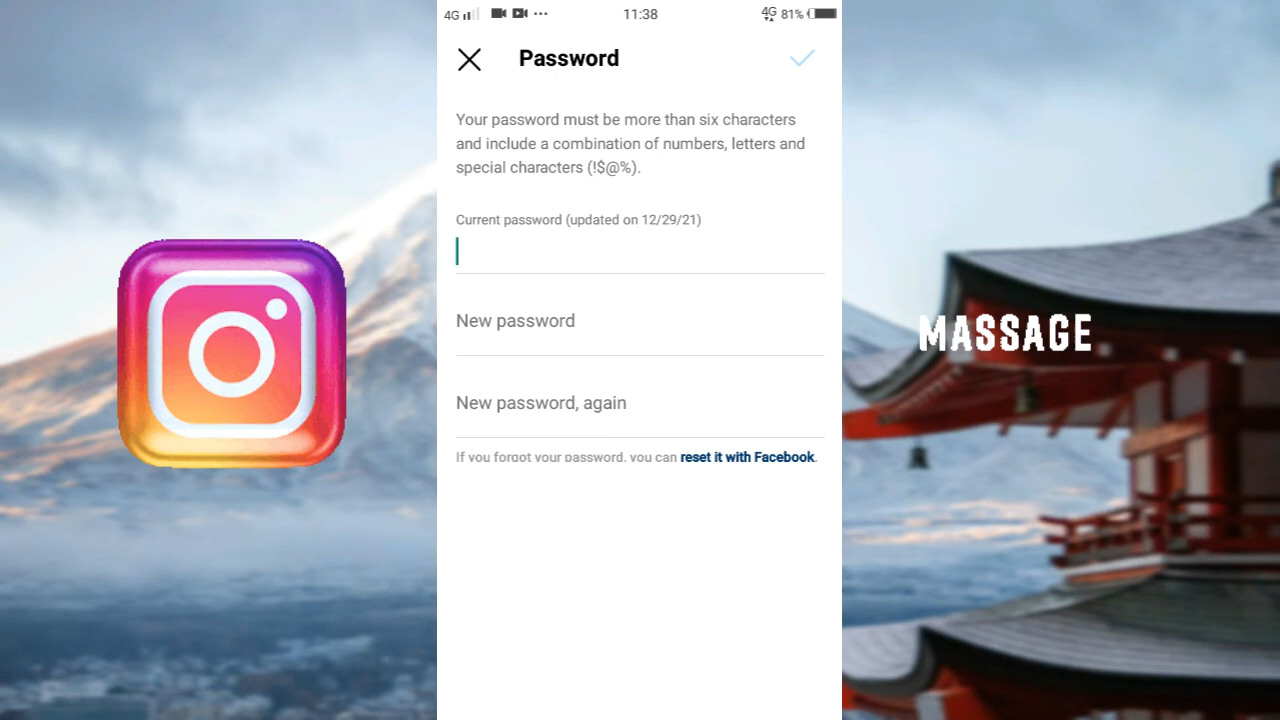 4G 11:38 4G 81%
Password
Your password must be more than six characters
and include a combination of numbers, letters and
special characters (!$@%).
Current password (updated on 12/29/21)
New password
New password, again
If you forgot your password, you can reset it with Facebook.
MASSAGE